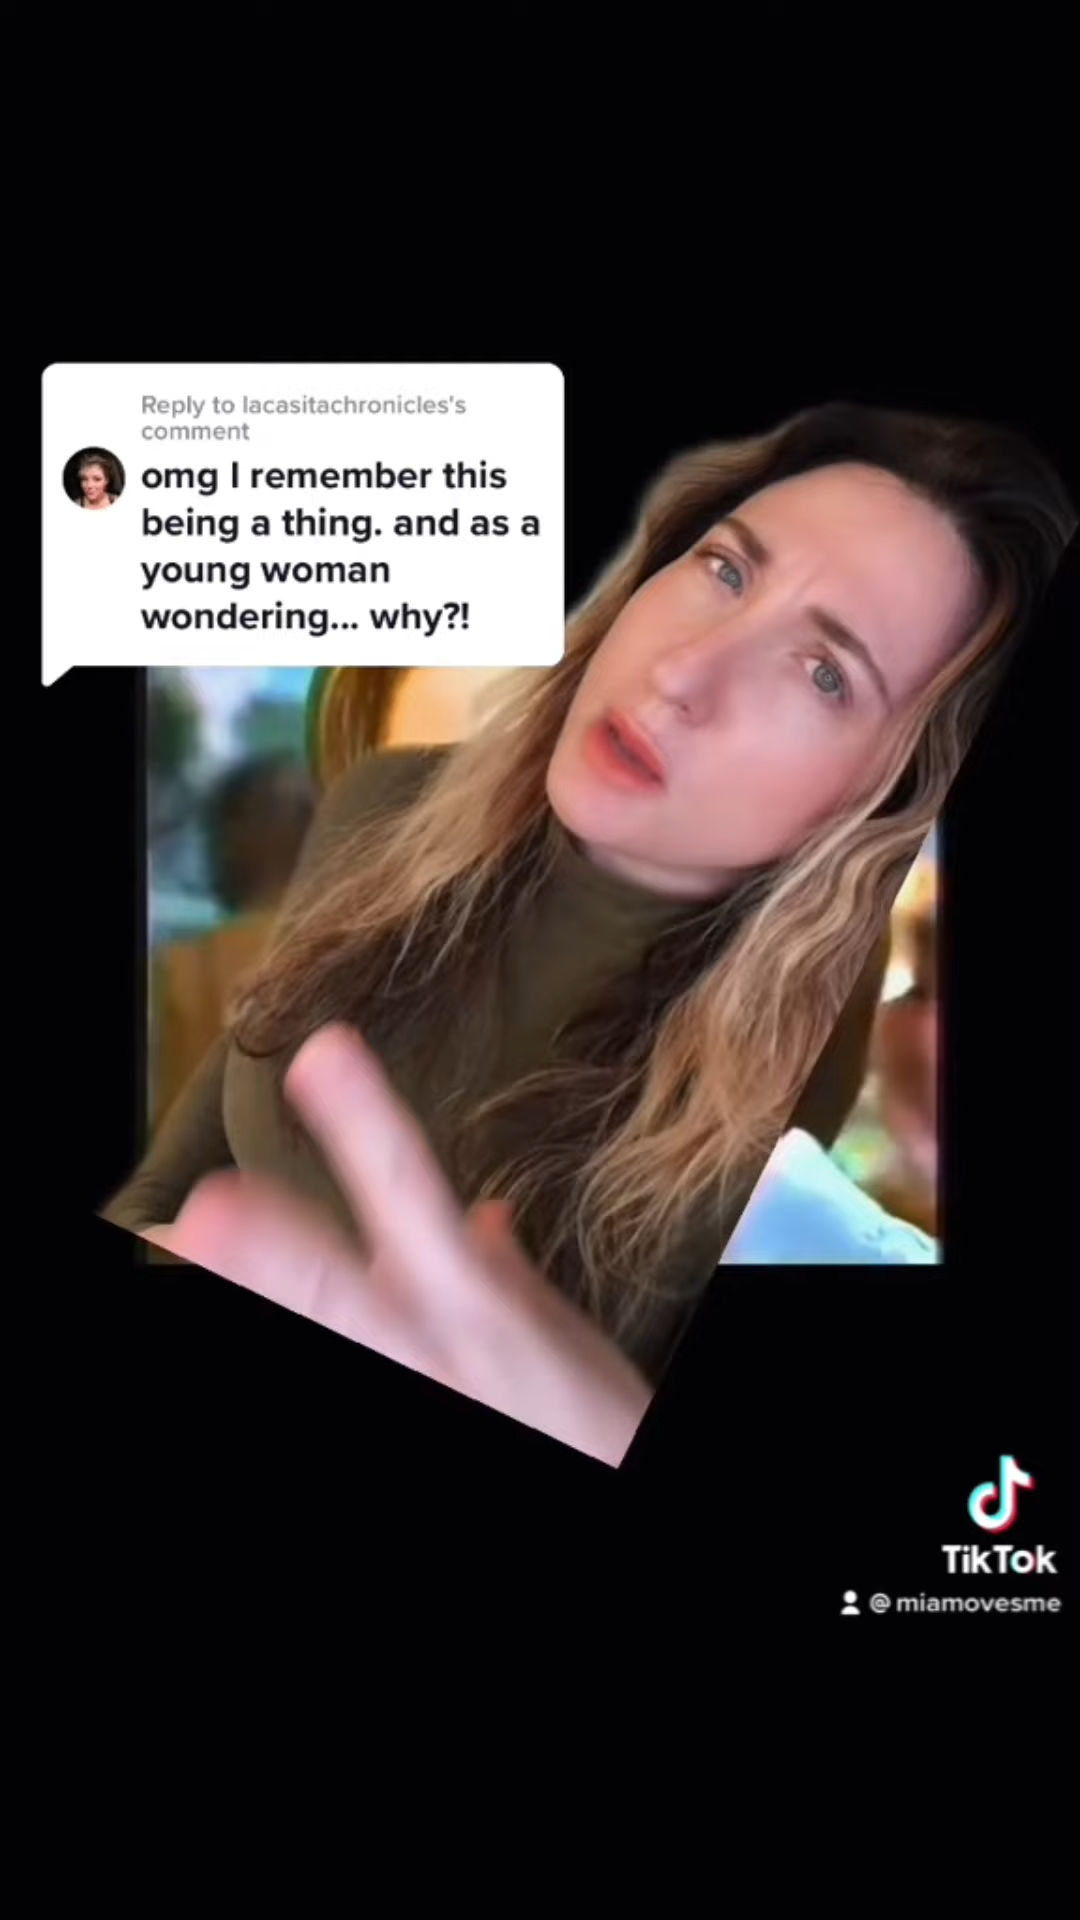 Reply to lacasitachronicles's
comment
omg I remember this
being a thing. and as a
young woman
wondering... why?!
TikTok
@ miamovesme